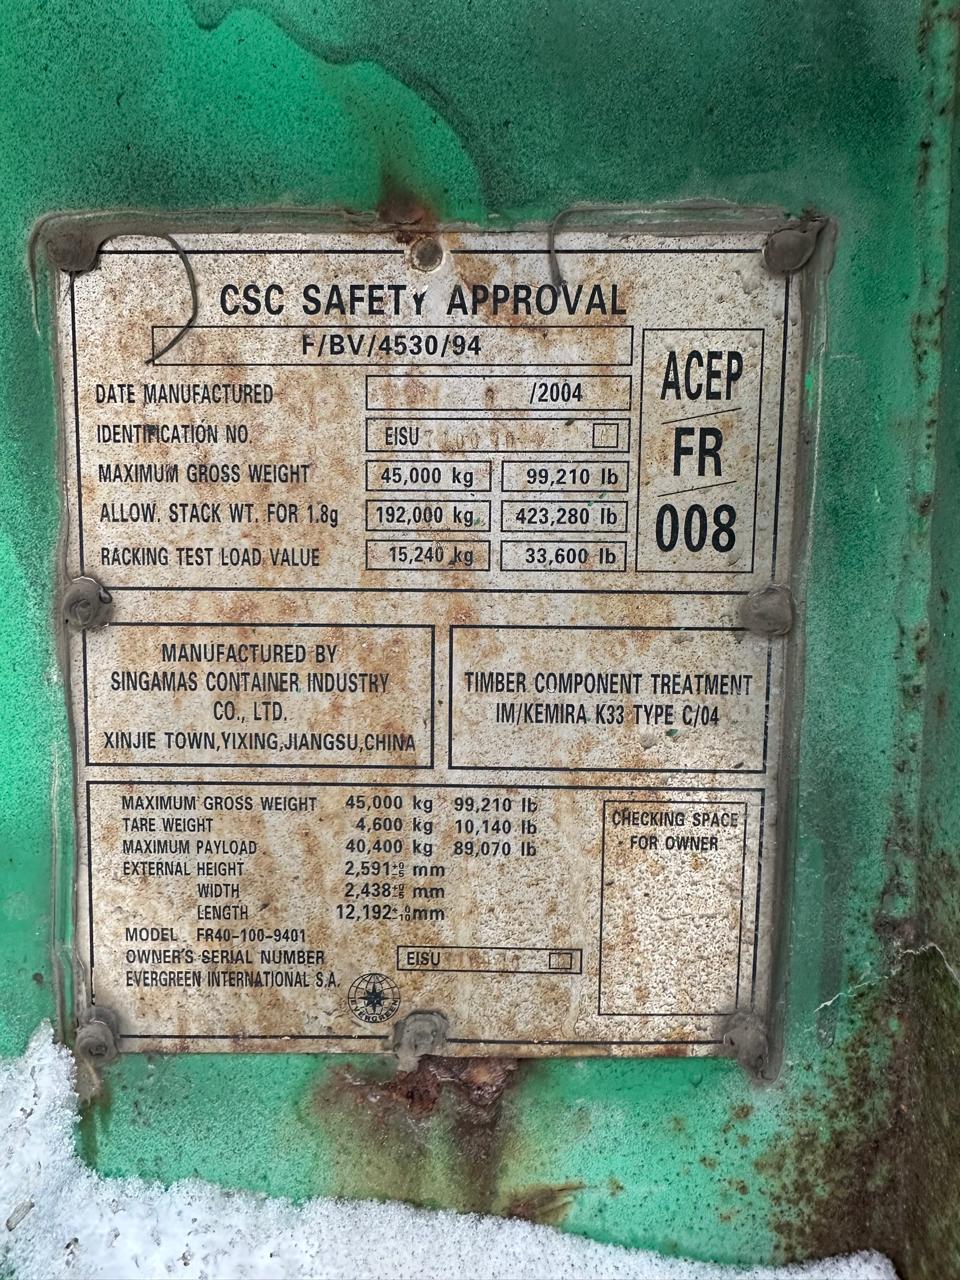 CSC SAFETY APPROVAL
F/BV/4530/94
DATE MANUFACTURED /2004
IDENTIFICATION NO. EISU
MAXIMUM GROSS WEIGHT 45,000 kg 99,210 lb
ALLOW. STACK WT. FOR 1.8g 192,000 kg 423,280 lb
RACKING TEST LOAD VALUE 15,240 kg 33,600 lb
ACEP
FR
008
MANUFACTURED BY
SINGAMAS CONTAINER INDUSTRY
CO., LTD.
XINJIE TOWN,YIXING,JIANGSU,CHINA
TIMBER COMPONENT TREATMENT
IM/KEMIRA K33 TYPE C/04
MAXIMUM GROSS WEIGHT 45,000 kg 99,210 lb
TARE WEIGHT 4,600 kg 10,140 lb
MAXIMUM PAYLOAD 40,400 kg 89,070 lb
EXTERNAL HEIGHT 2,591 mm
WIDTH 2,438 mm
LENGTH 12,192 mm
MODEL FR40-100-9401
OWNER'S SERIAL NUMBER EISU
EVERGREEN INTERNATIONAL S.A.
EVERGREEN
CHECKING SPACE
FOR OWNER